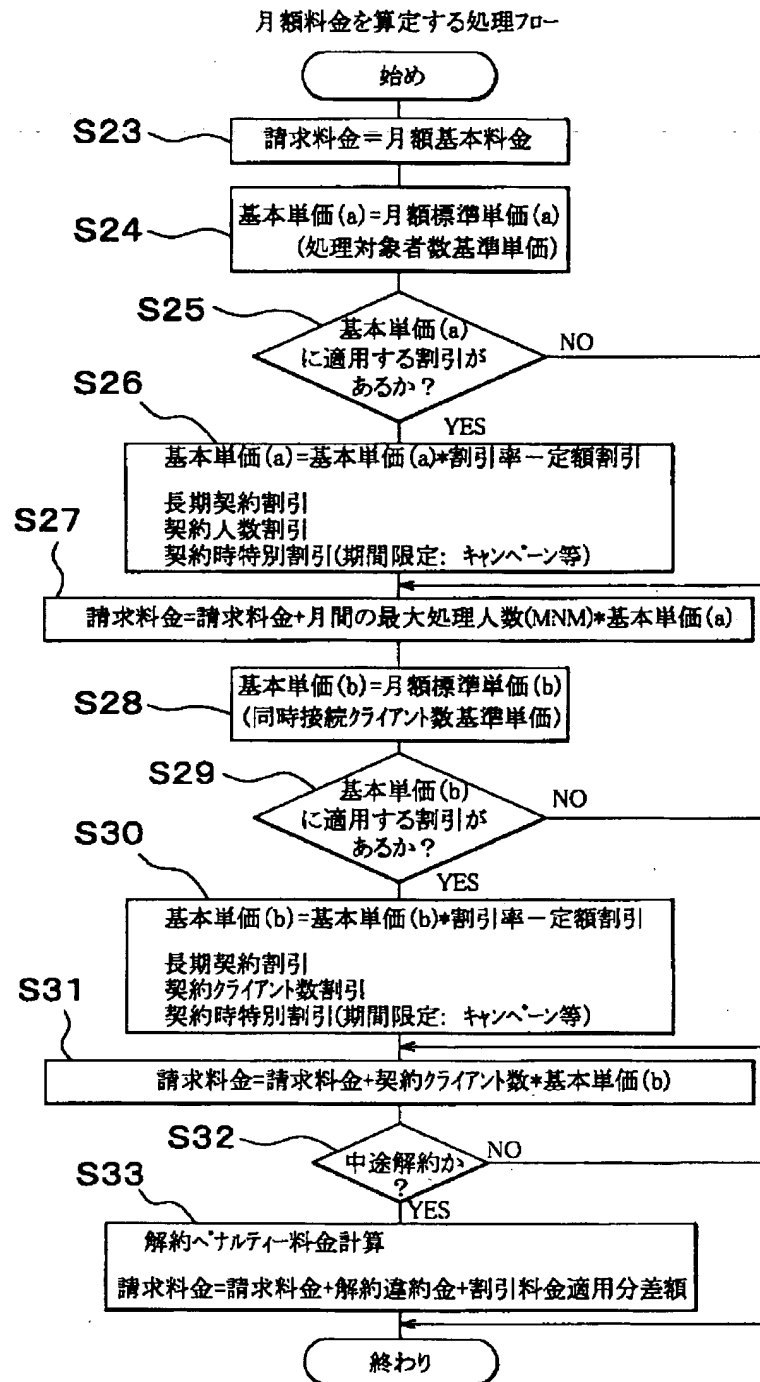 月額料金を算定する処理フロー
始め
S23
請求料金＝月額基本料金
S24
基本単価(a)=月額標準単価(a)
(処理対象者数基準単価)
S25
基本単価(a)
に適用する割引が
あるか？
NO
YES
S26
基本単価(a)=基本単価(a)*割引率－定額割引
長期契約割引
契約人数割引
契約時特別割引(期間限定: キャンペーン等)
S27
請求料金=請求料金+月間の最大処理人数(MNM)*基本単価(a)
S28
基本単価(b)=月額標準単価(b)
(同時接続クライアント数基準単価)
S29
基本単価(b)
に適用する割引が
あるか？
NO
YES
S30
基本単価(b)=基本単価(b)*割引率－定額割引
長期契約割引
契約クライアント数割引
契約時特別割引(期間限定: キャンペーン等)
S31
請求料金=請求料金+契約クライアント数*基本単価(b)
S32
中途解約か
？
NO
YES
S33
解約ペナルティー料金計算
請求料金=請求料金+解約違約金+割引料金適用分差額
終わり